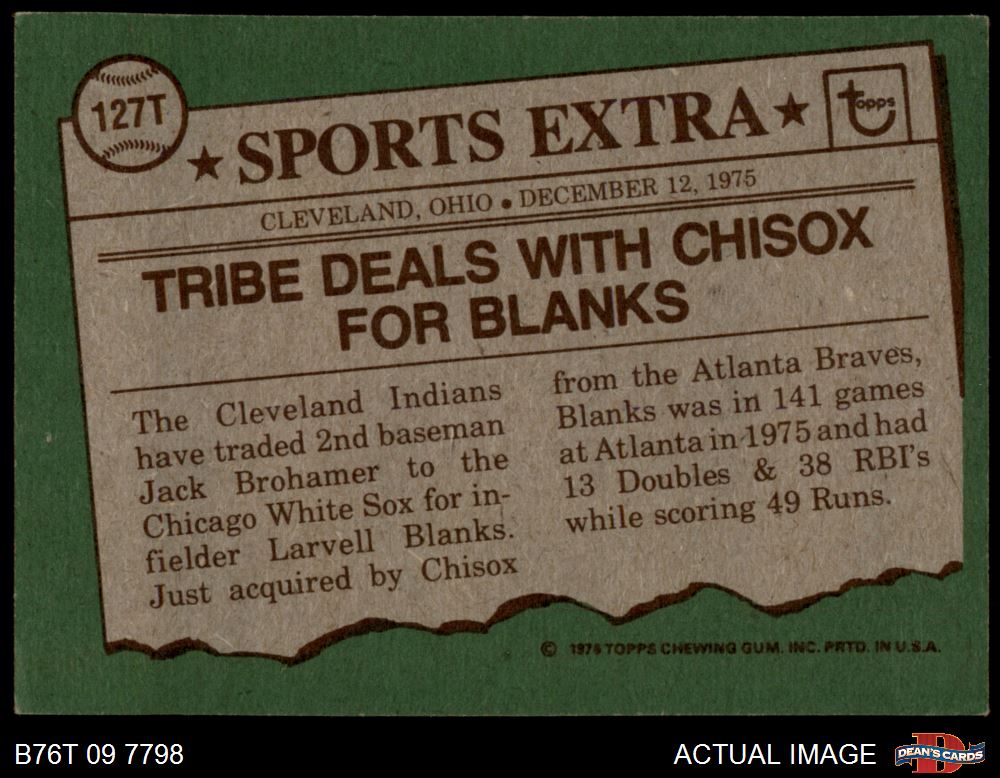 127T
★ SPORTS EXTRA ★
topps
CLEVELAND, OHIO • DECEMBER 12, 1975
TRIBE DEALS WITH CHISOX
FOR BLANKS
The Cleveland Indians
have traded 2nd baseman
Jack Brohamer to the
Chicago White Sox for in-
fielder Larvell Blanks.
Just acquired by Chisox
from the Atlanta Braves,
Blanks was in 141 games
at Atlanta in 1975 and had
13 Doubles & 38 RBI's
while scoring 49 Runs.
© 1976 TOPPS CHEWING GUM. INC. PRTD. IN U.S.A.
B76T 09 7798
ACTUAL IMAGE
DEAN'S CARDS